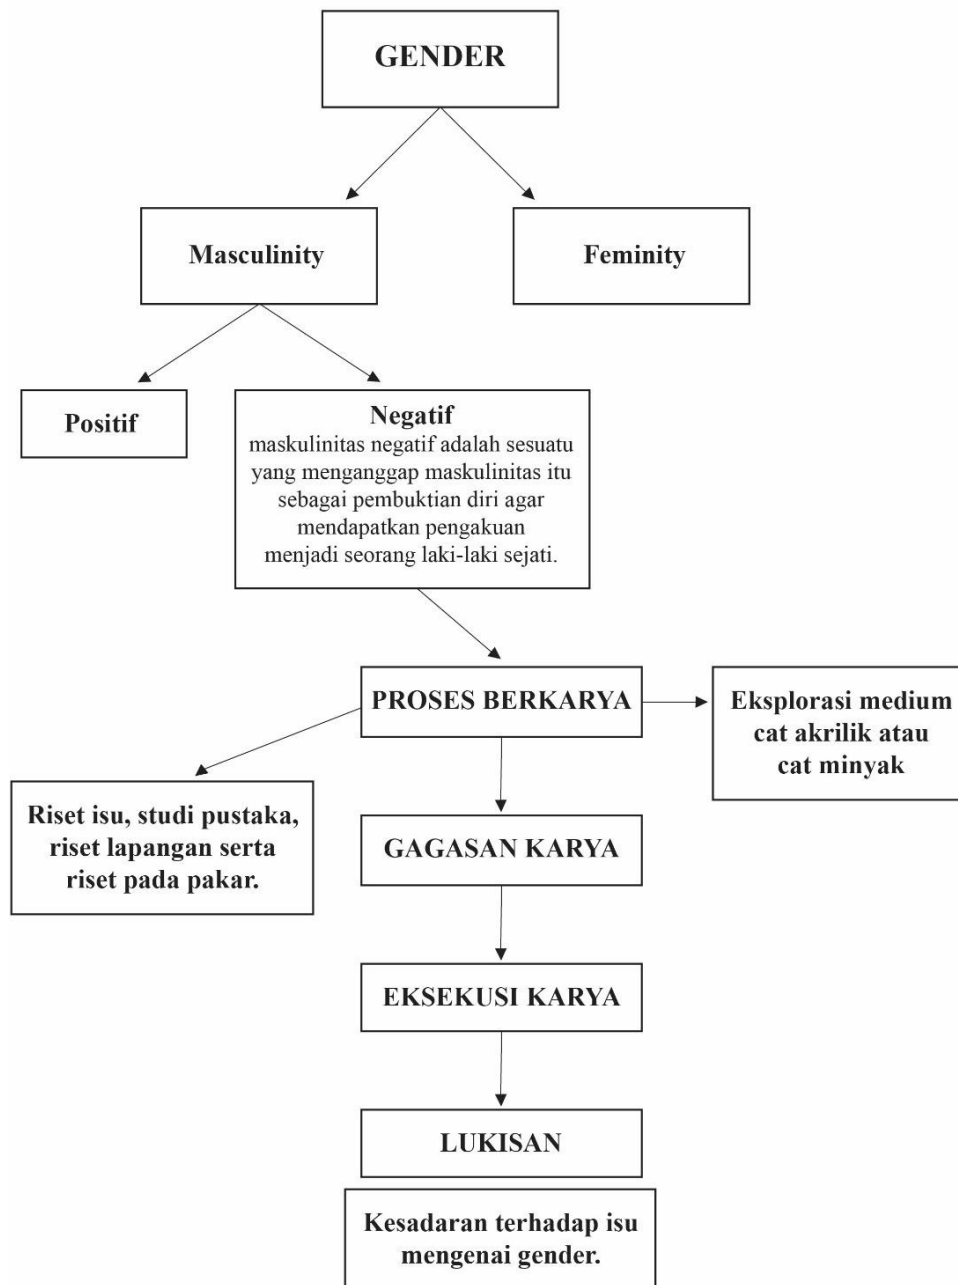 GENDER
Masculinity
Feminity
Positif
Negatif
maskulinitas negatif adalah sesuatu
yang menganggap maskulinitas itu
sebagai pembuktian diri agar
mendapatkan pengakuan
menjadi seorang laki-laki sejati.
PROSES BERKARYA
Eksplorasi medium
cat akrilik atau
cat minyak
Riset isu, studi pustaka,
riset lapangan serta
riset pada pakar.
GAGASAN KARYA
EKSEKUSI KARYA
LUKISAN
Kesadaran terhadap isu
mengenai gender.